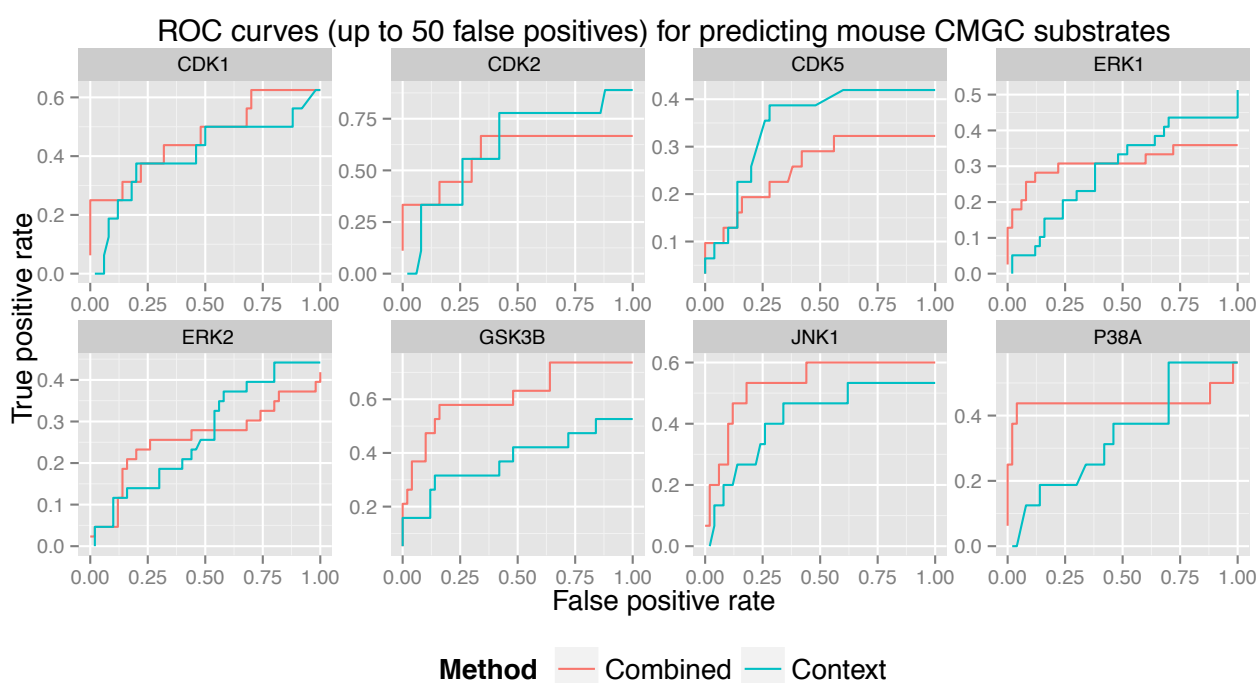 ROC curves (up to 50 false positives) for predicting mouse CMGC substrates
CDK1 CDK2 CDK5 ERK1
0.6
0.4
0.2
0.0
0.00 0.25 0.50 0.75 1.00
0.75
0.50
0.25
0.00
0.00 0.25 0.50 0.75 1.00
0.4
0.3
0.2
0.1
0.00 0.25 0.50 0.75 1.00
0.5
0.4
0.3
0.2
0.1
0.0
0.00 0.25 0.50 0.75 1.00
True positive rate
ERK2 GSK3B JNK1 P38A
0.4
0.3
0.2
0.1
0.0
0.00 0.25 0.50 0.75 1.00
0.6
0.4
0.2
0.00 0.25 0.50 0.75 1.00
0.6
0.4
0.2
0.0
0.00 0.25 0.50 0.75 1.00
0.4
0.2
0.0
0.00 0.25 0.50 0.75 1.00
False positive rate
Method Combined Context